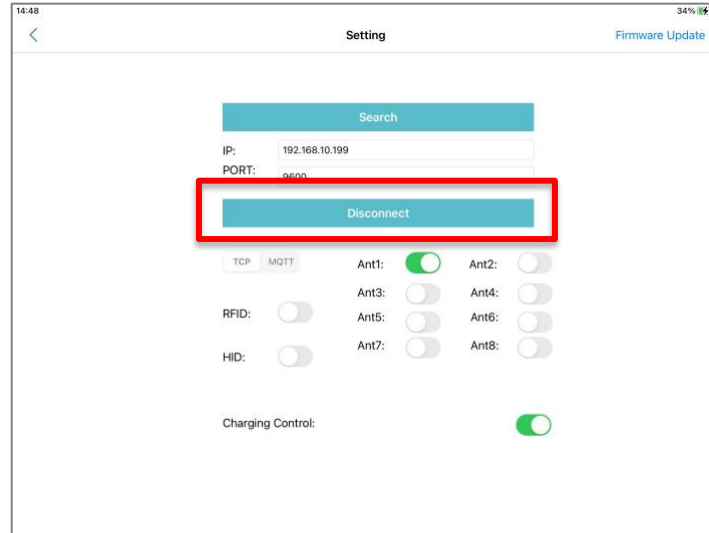 14:48 34%
Setting Firmware Update
Search
IP: 192.168.10.199
PORT: 9600
Disconnect
TCP MQTT Ant1: Ant2:
Ant3: Ant4:
RFID: Ant5: Ant6:
Ant7: Ant8:
HID:
Charging Control: